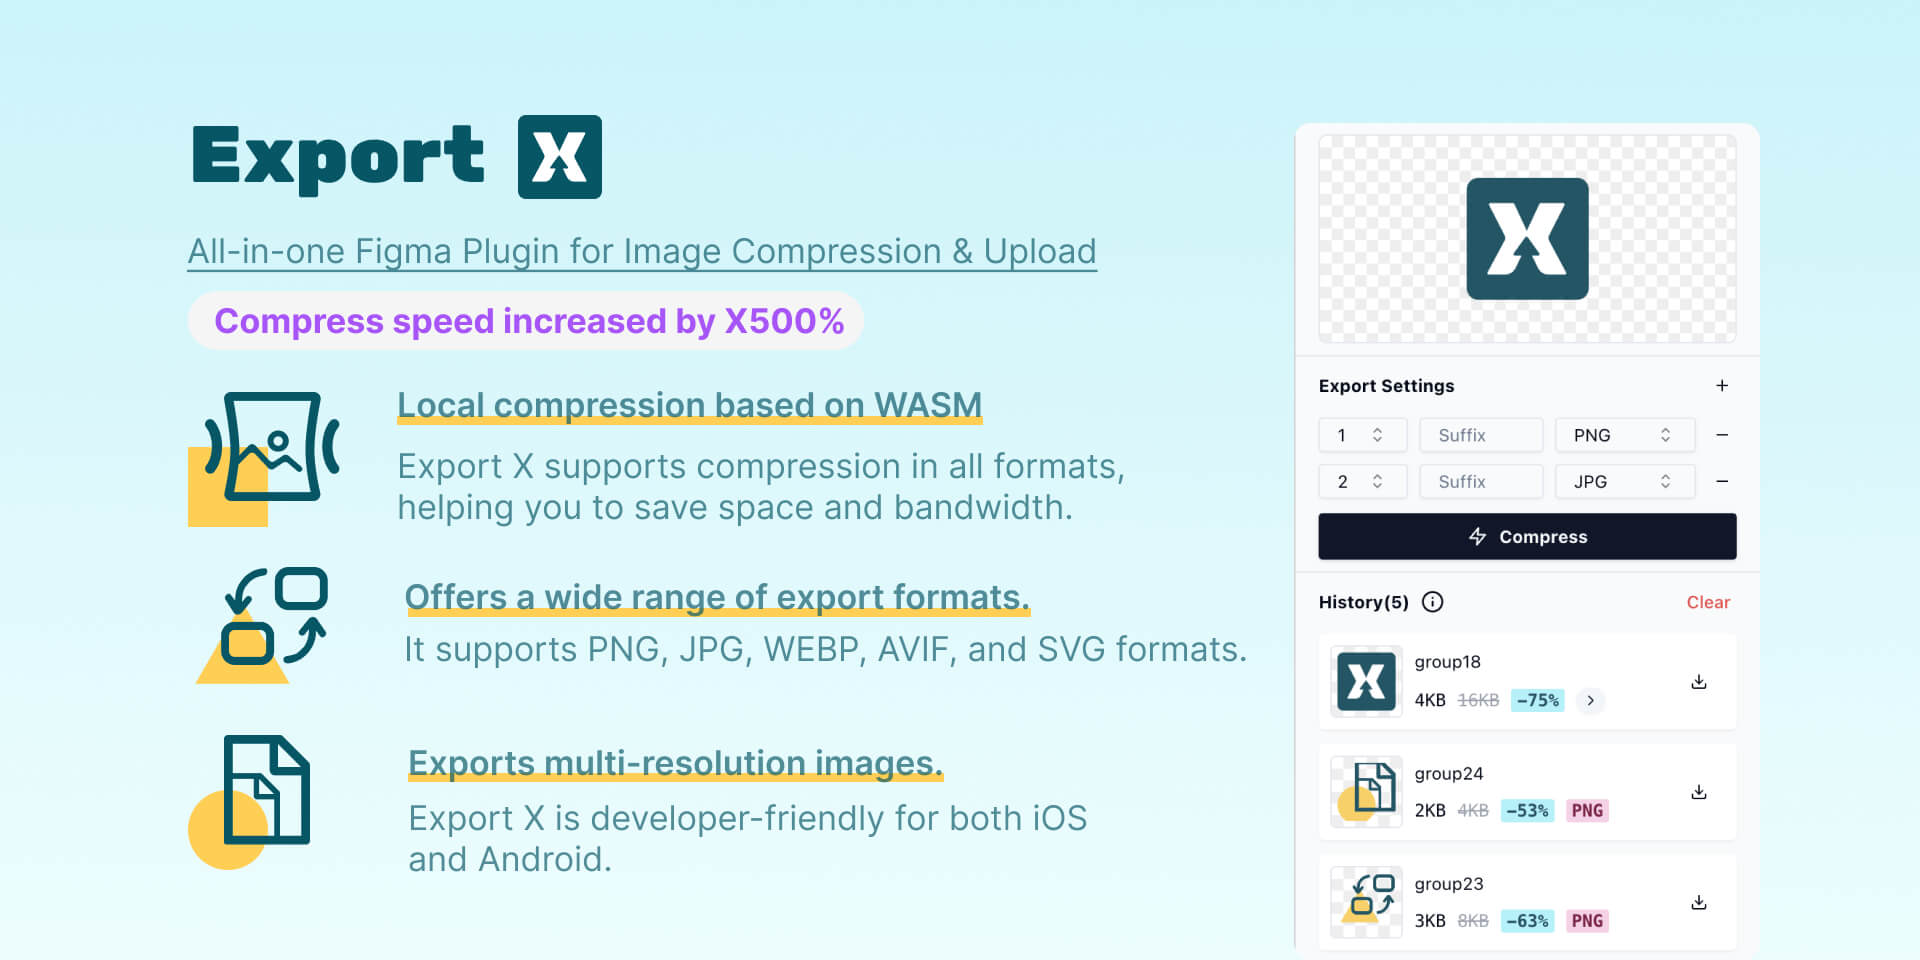 Export X
All-in-one Figma Plugin for Image Compression & Upload
Compress speed increased by X500%
Local compression based on WASM
Export X supports compression in all formats,
helping you to save space and bandwidth.
Offers a wide range of export formats.
It supports PNG, JPG, WEBP, AVIF, and SVG formats.
Exports multi-resolution images.
Export X is developer-friendly for both iOS
and Android.
X
Export Settings +
1 Suffix PNG −
2 Suffix JPG −
Compress
History(5) Clear
X
group18
4KB 16KB −75%
group24
2KB 4KB −53% PNG
group23
3KB 8KB −63% PNG